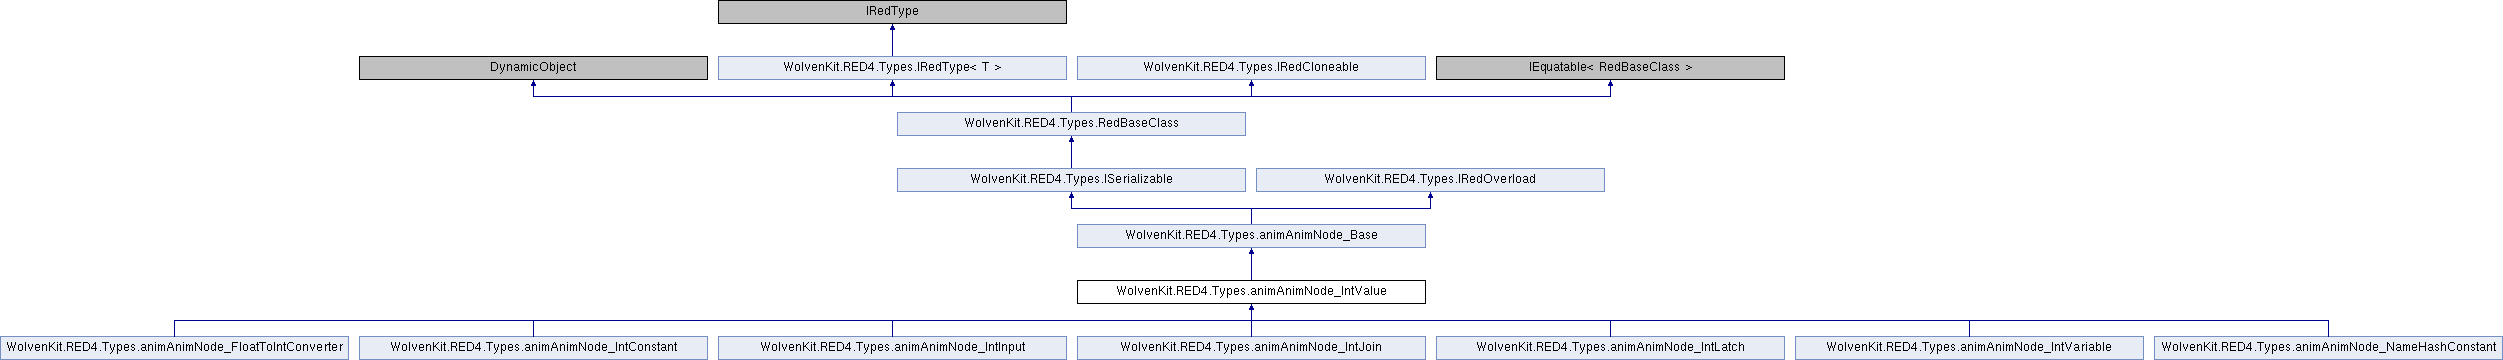 IRedType
DynamicObject
WolvenKit.RED4.Types.IRedType< T >
WolvenKit.RED4.Types.IRedCloneable
IEquatable< RedBaseClass >
WolvenKit.RED4.Types.RedBaseClass
WolvenKit.RED4.Types.ISerializable
WolvenKit.RED4.Types.IRedOverload
WolvenKit.RED4.Types.animAnimNode_Base
WolvenKit.RED4.Types.animAnimNode_IntValue
WolvenKit.RED4.Types.animAnimNode_FloatToIntConverter
WolvenKit.RED4.Types.animAnimNode_IntConstant
WolvenKit.RED4.Types.animAnimNode_IntInput
WolvenKit.RED4.Types.animAnimNode_IntJoin
WolvenKit.RED4.Types.animAnimNode_IntLatch
WolvenKit.RED4.Types.animAnimNode_IntVariable
WolvenKit.RED4.Types.animAnimNode_NameHashConstant